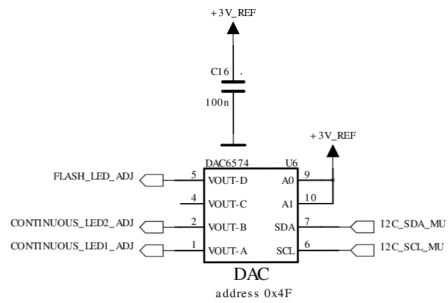 +3V_REF
C16
100n
+3V_REF
DAC6574 U6
FLASH_LED_ADJ 5 VOUT-D A0 9
4 VOUT-C A1 10
CONTINUOUS_LED2_ADJ 2 VOUT-B SDA 7 I2C_SDA_MU
CONTINUOUS_LED1_ADJ 1 VOUT-A SCL 6 I2C_SCL_MU
DAC
address 0x4F